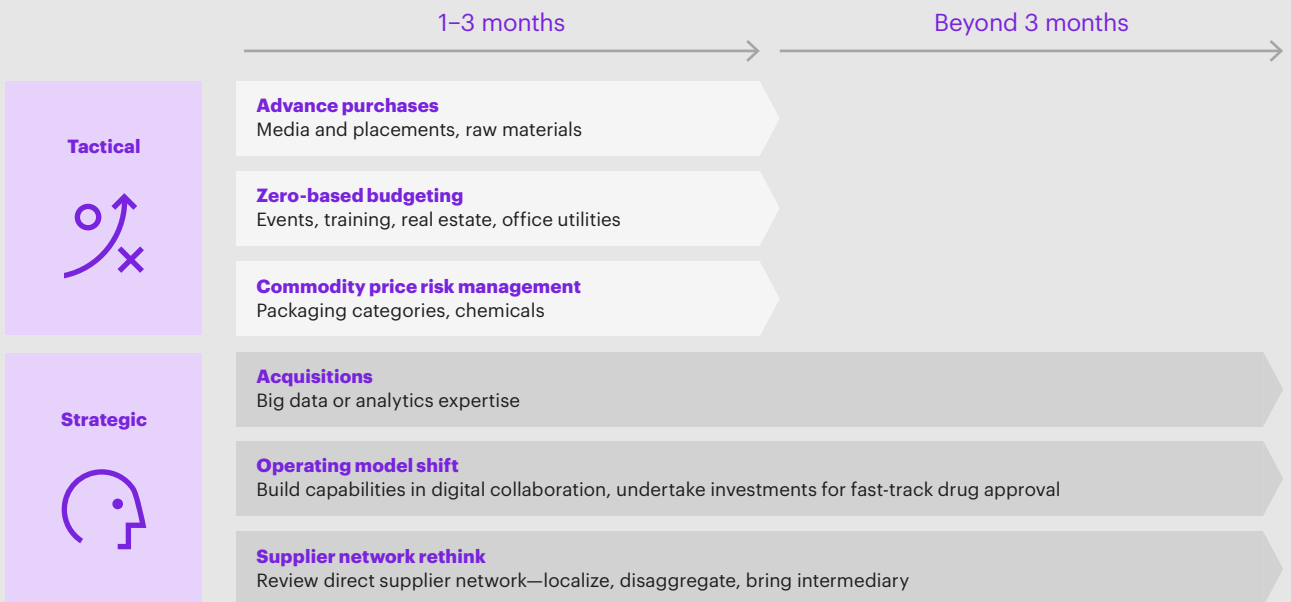 1–3 months
Beyond 3 months
Tactical
Advance purchases
Media and placements, raw materials
Zero-based budgeting
Events, training, real estate, office utilities
Commodity price risk management
Packaging categories, chemicals
Strategic
Acquisitions
Big data or analytics expertise
Operating model shift
Build capabilities in digital collaboration, undertake investments for fast-track drug approval
Supplier network rethink
Review direct supplier network—localize, disaggregate, bring intermediary